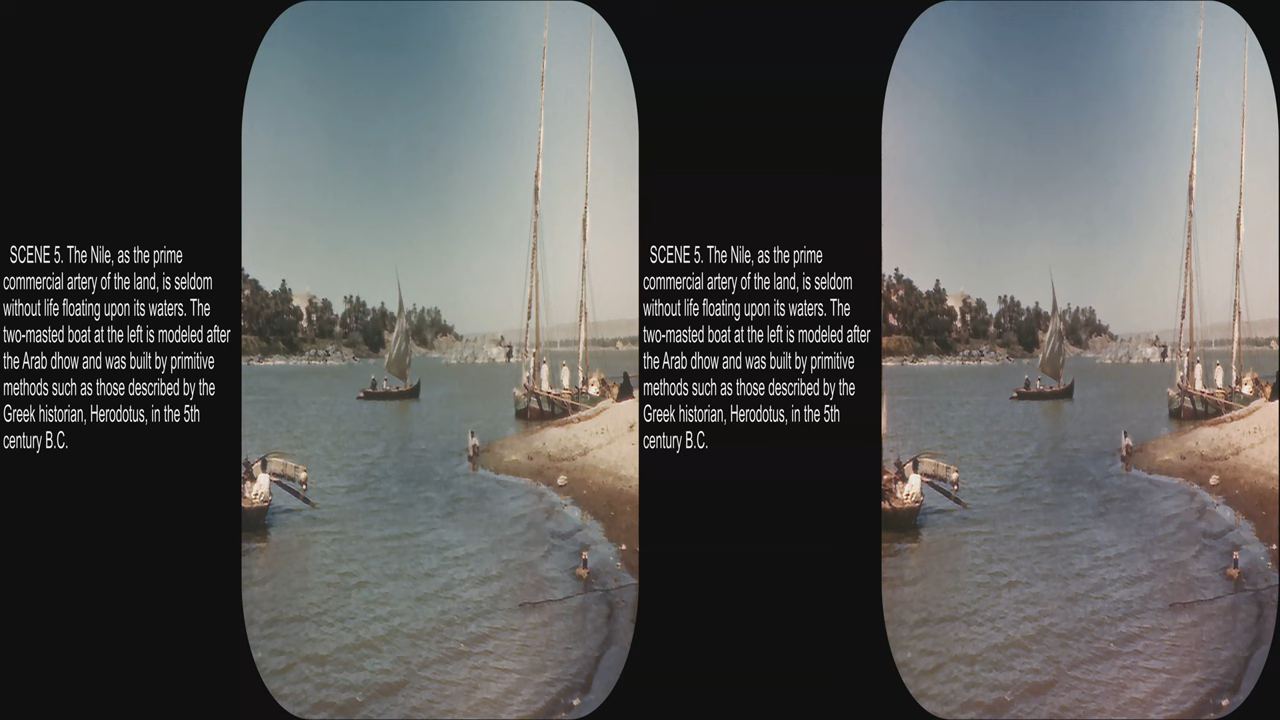 SCENE 5. The Nile, as the prime
commercial artery of the land, is seldom
without life floating upon its waters. The
two-masted boat at the left is modeled after
the Arab dhow and was built by primitive
methods such as those described by the
Greek historian, Herodotus, in the 5th
century B.C.
SCENE 5. The Nile, as the prime
commercial artery of the land, is seldom
without life floating upon its waters. The
two-masted boat at the left is modeled after
the Arab dhow and was built by primitive
methods such as those described by the
Greek historian, Herodotus, in the 5th
century B.C.